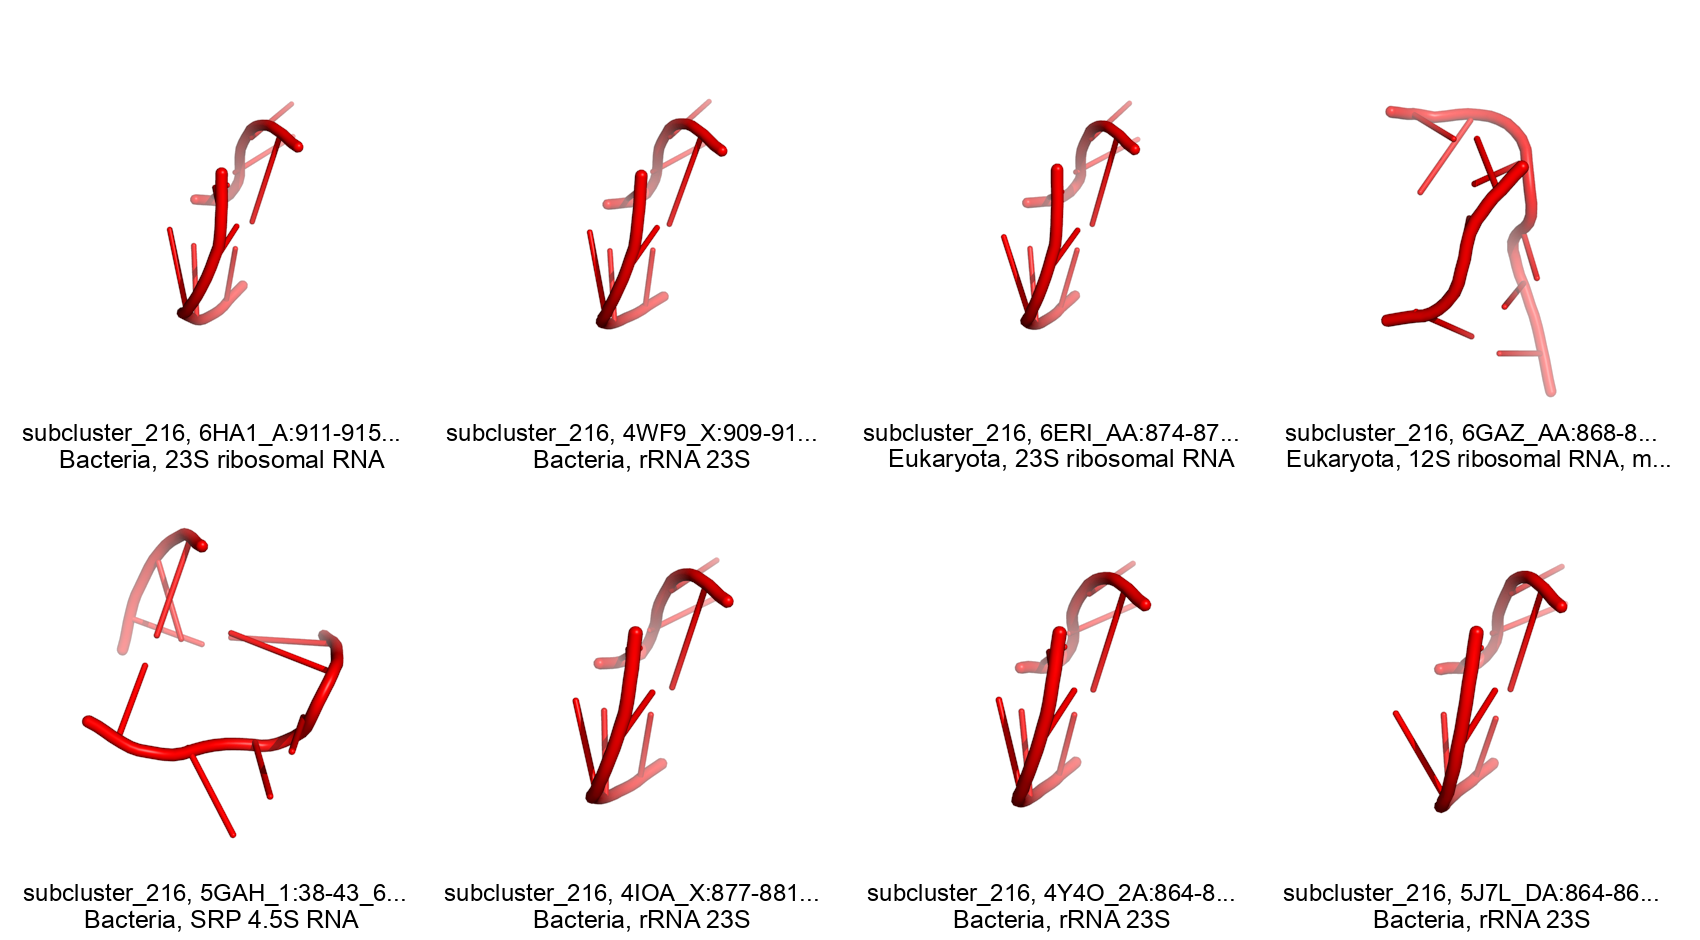 subcluster_216, 6HA1_A:911-915...
Bacteria, 23S ribosomal RNA
subcluster_216, 4WF9_X:909-91...
Bacteria, rRNA 23S
subcluster_216, 6ERI_AA:874-87...
Eukaryota, 23S ribosomal RNA
subcluster_216, 6GAZ_AA:868-8...
Eukaryota, 12S ribosomal RNA, m...
subcluster_216, 5GAH_1:38-43_6...
Bacteria, SRP 4.5S RNA
subcluster_216, 4IOA_X:877-881...
Bacteria, rRNA 23S
subcluster_216, 4Y4O_2A:864-8...
Bacteria, rRNA 23S
subcluster_216, 5J7L_DA:864-86...
Bacteria, rRNA 23S